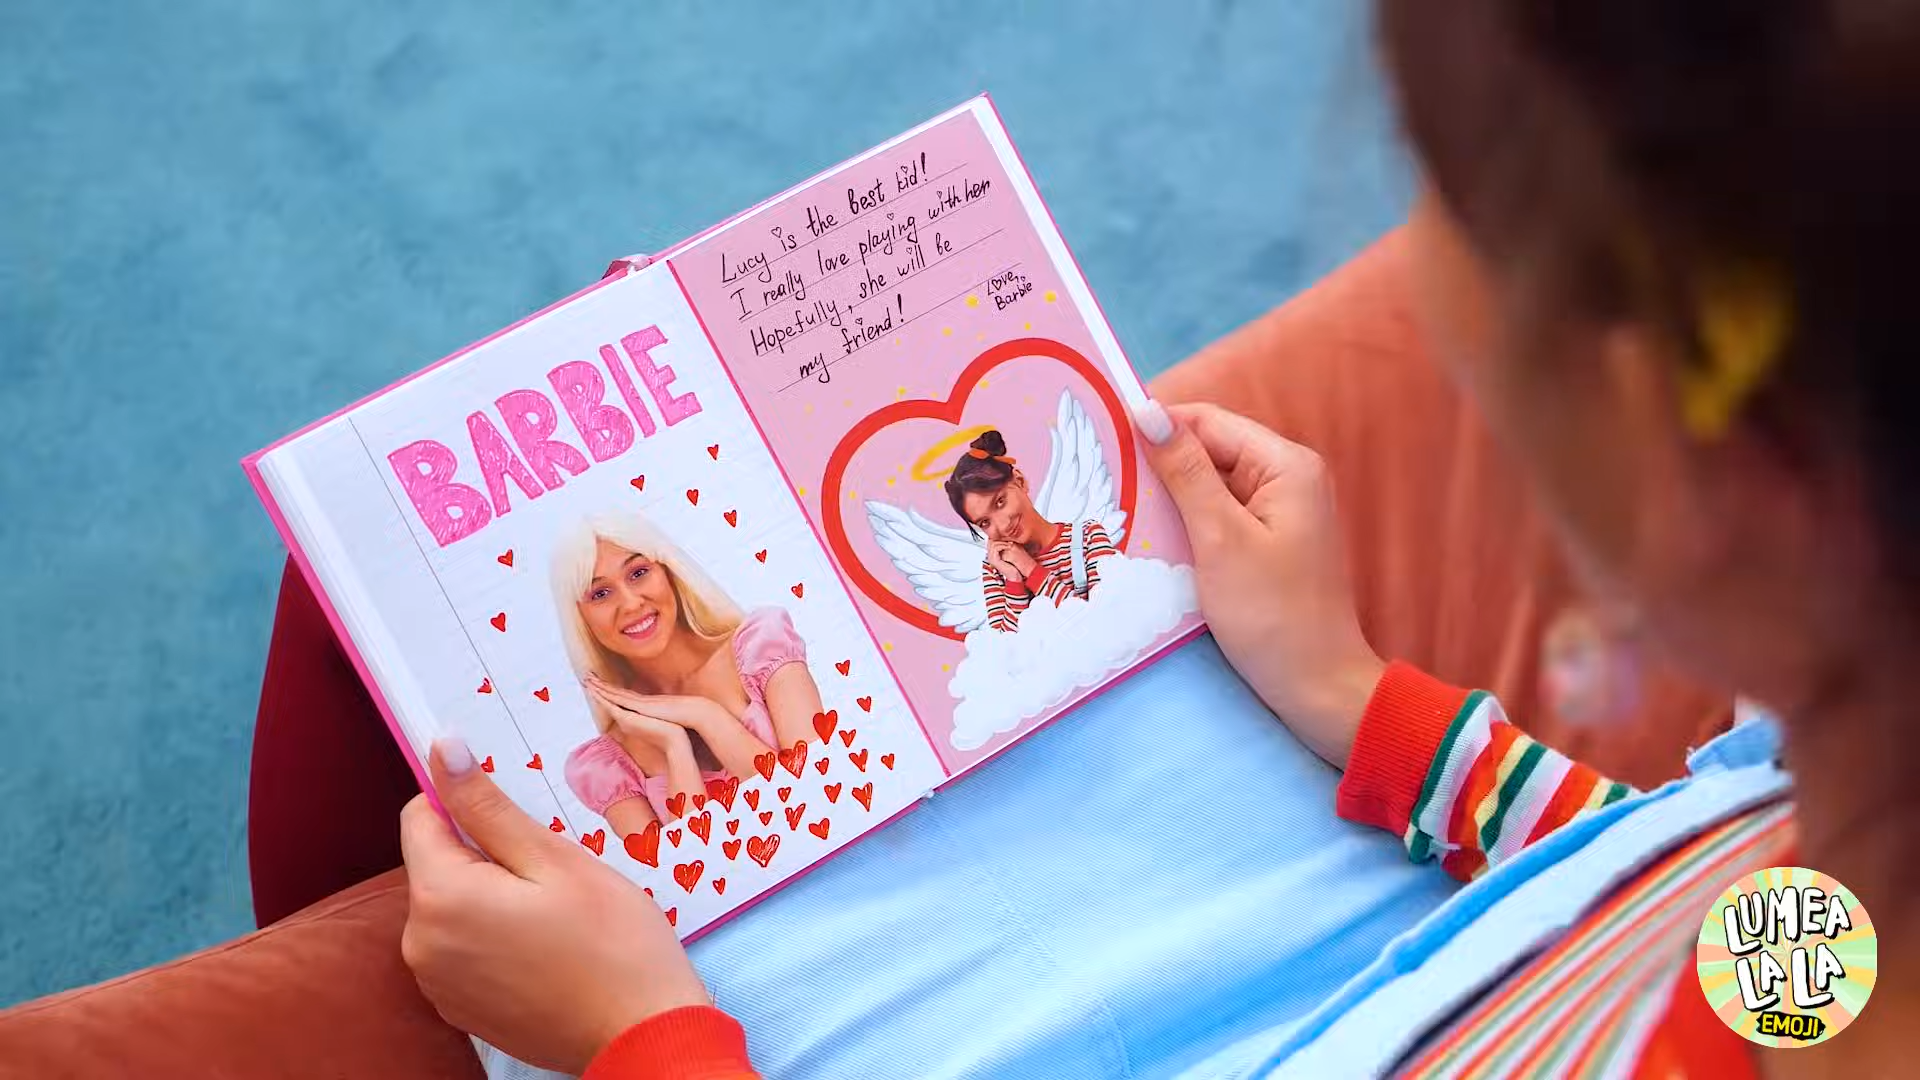 BARBIE
Lucy is the best kid!
I really love playing with her
Hopefully, she will be
my friend!
Love,
Barbie
LUMEA
LA LA
EMOJI